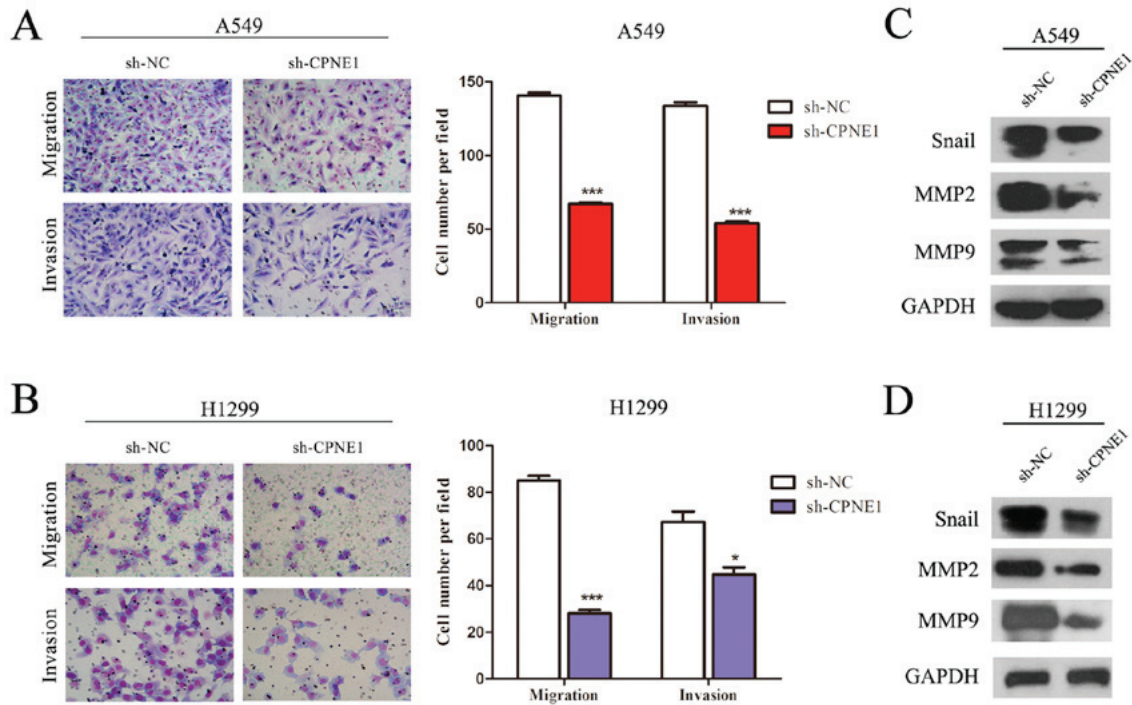 A
A549
sh-NC
sh-CPNE1
Migration
Invasion
A549
Cell number per field
150
100
50
0
***
***
Migration
Invasion
sh-NC
sh-CPNE1
C
A549
sh-NC
sh-CPNE1
Snail
MMP2
MMP9
GAPDH
B
H1299
sh-NC
sh-CPNE1
Migration
Invasion
H1299
Cell number per field
100
80
60
40
20
0
***
*
Migration
Invasion
sh-NC
sh-CPNE1
D
H1299
sh-NC
sh-CPNE1
Snail
MMP2
MMP9
GAPDH